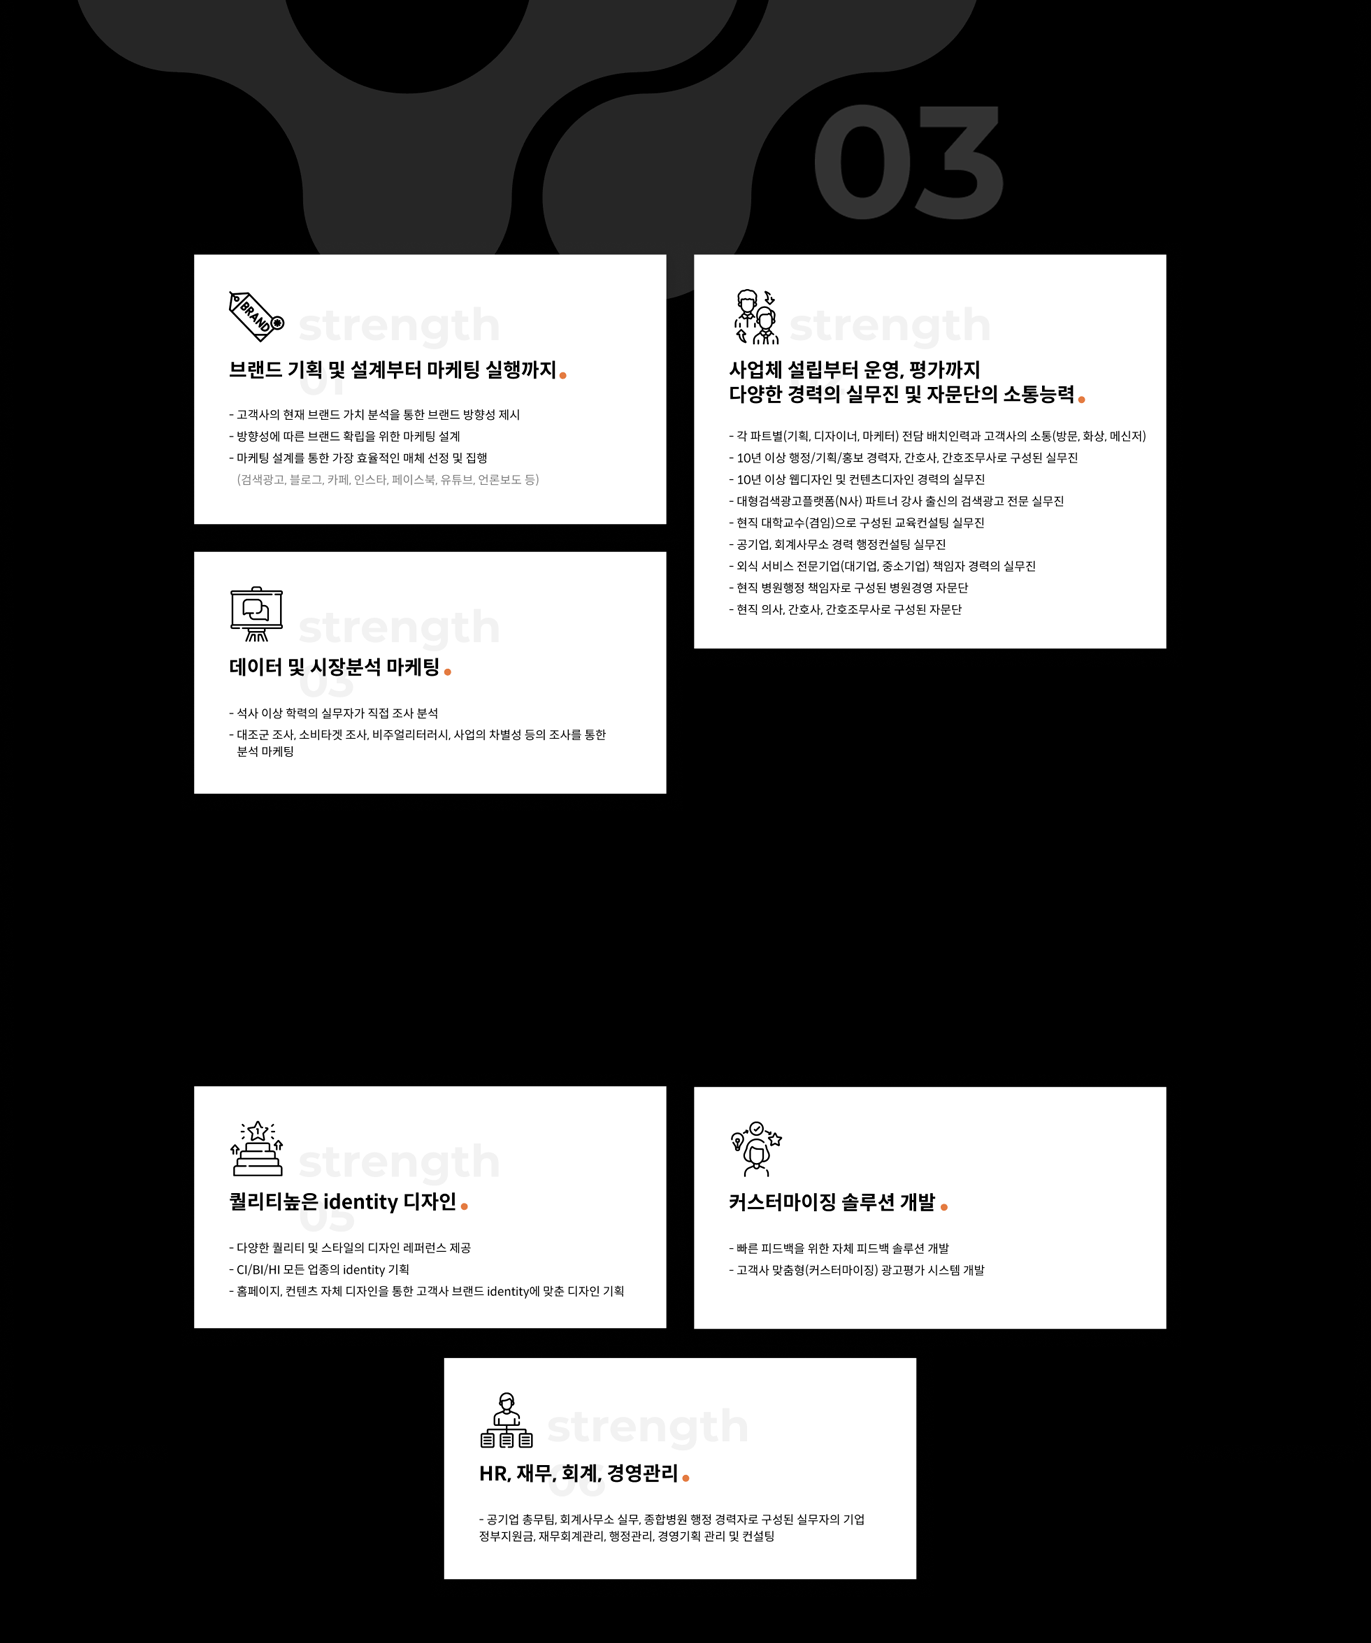 03
BRAND
strength
01
브랜드 기획 및 설계부터 마케팅 실행까지.
- 고객사의 현재 브랜드 가치 분석을 통한 브랜드 방향성 제시
- 방향성에 따른 브랜드 확립을 위한 마케팅 설계
- 마케팅 설계를 통한 가장 효율적인 매체 선정 및 집행
(검색광고, 블로그, 카페, 인스타, 페이스북, 유튜브, 언론보도 등)
strength
사업체 설립부터 운영, 평가까지
다양한 경력의 실무진 및 자문단의 소통능력.
- 각 파트별(기획, 디자이너, 마케터) 전담 배치인력과 고객사의 소통(방문, 화상, 메신저)
- 10년 이상 행정/기획/홍보 경력자, 간호사, 간호조무사로 구성된 실무진
- 10년 이상 웹디자인 및 컨텐츠디자인 경력의 실무진
- 대형검색광고플랫폼(N사) 파트너 강사 출신의 검색광고 전문 실무진
- 현직 대학교수(겸임)으로 구성된 교육컨설팅 실무진
- 공기업, 회계사무소 경력 행정컨설팅 실무진
- 외식 서비스 전문기업(대기업, 중소기업) 책임자 경력의 실무진
- 현직 병원행정 책임자로 구성된 병원경영 자문단
- 현직 의사, 간호사, 간호조무사로 구성된 자문단
strength
03
데이터 및 시장분석 마케팅.
- 석사 이상 학력의 실무자가 직접 조사 분석
- 대조군 조사, 소비타겟 조사, 비주얼리터러시, 사업의 차별성 등의 조사를 통한
분석 마케팅
1
strength
05
퀄리티높은 identity 디자인.
- 다양한 퀄리티 및 스타일의 디자인 레퍼런스 제공
- CI/BI/HI 모든 업종의 identity 기획
- 홈페이지, 컨텐츠 자체 디자인을 통한 고객사 브랜드 identity에 맞춘 디자인 기획
커스터마이징 솔루션 개발.
- 빠른 피드백을 위한 자체 피드백 솔루션 개발
- 고객사 맞춤형(커스터마이징) 광고평가 시스템 개발
strength
06
HR, 재무, 회계, 경영관리.
- 공기업 총무팀, 회계사무소 실무, 종합병원 행정 경력자로 구성된 실무자의 기업
정부지원금, 재무회계관리, 행정관리, 경영기획 관리 및 컨설팅